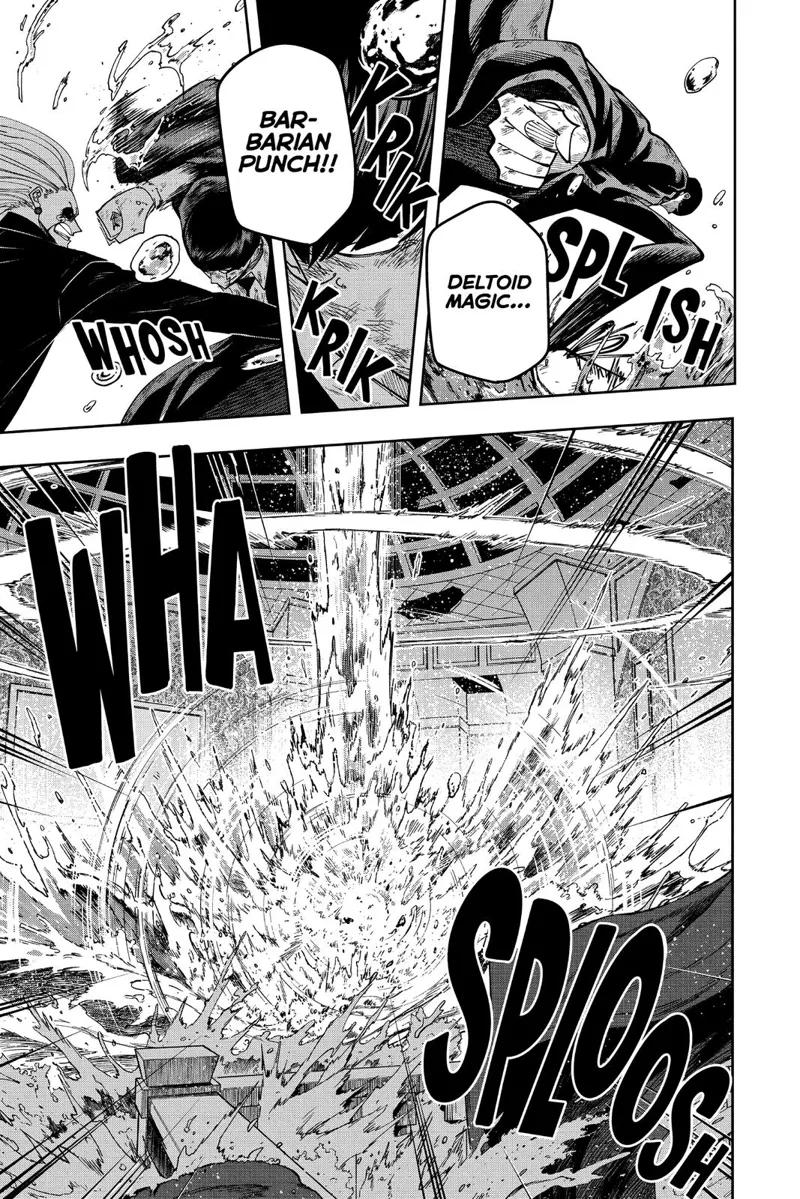 SPL ISH
DELTOID
MAGIC...
KRIK
KRIK
BAR-
BARIAN
PUNCH!!
WHOSH
WHA
SPLOOSH